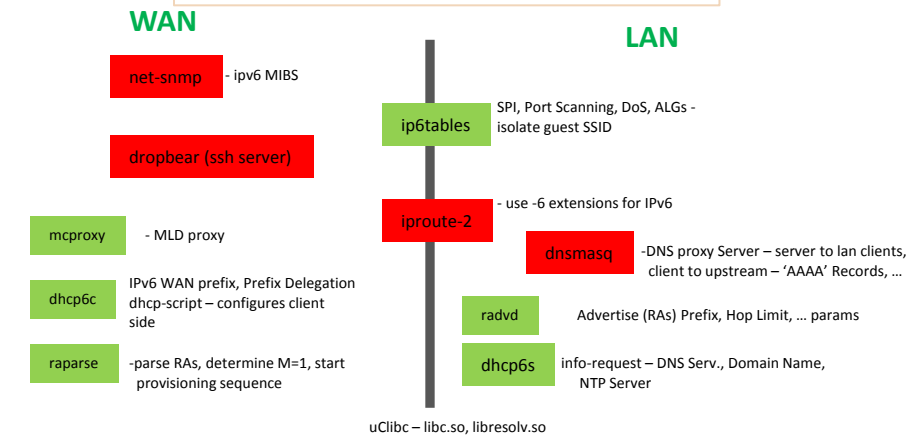 WAN
LAN
net-snmp
- ipv6 MIBS
SPI, Port Scanning, DoS, ALGs -
isolate guest SSID
ip6tables
dropbear (ssh server)
- use -6 extensions for IPv6
iproute-2
mcproxy
- MLD proxy
dnsmasq
-DNS proxy Server – server to lan clients,
client to upstream – ‘AAAA’ Records, …
IPv6 WAN prefix, Prefix Delegation
dhcp-script – configures client
side
dhcp6c
radvd
Advertise (RAs) Prefix, Hop Limit, … params
raparse
-parse RAs, determine M=1, start
provisioning sequence
dhcp6s
info-request – DNS Serv., Domain Name,
NTP Server
uClibc – libc.so, libresolv.so